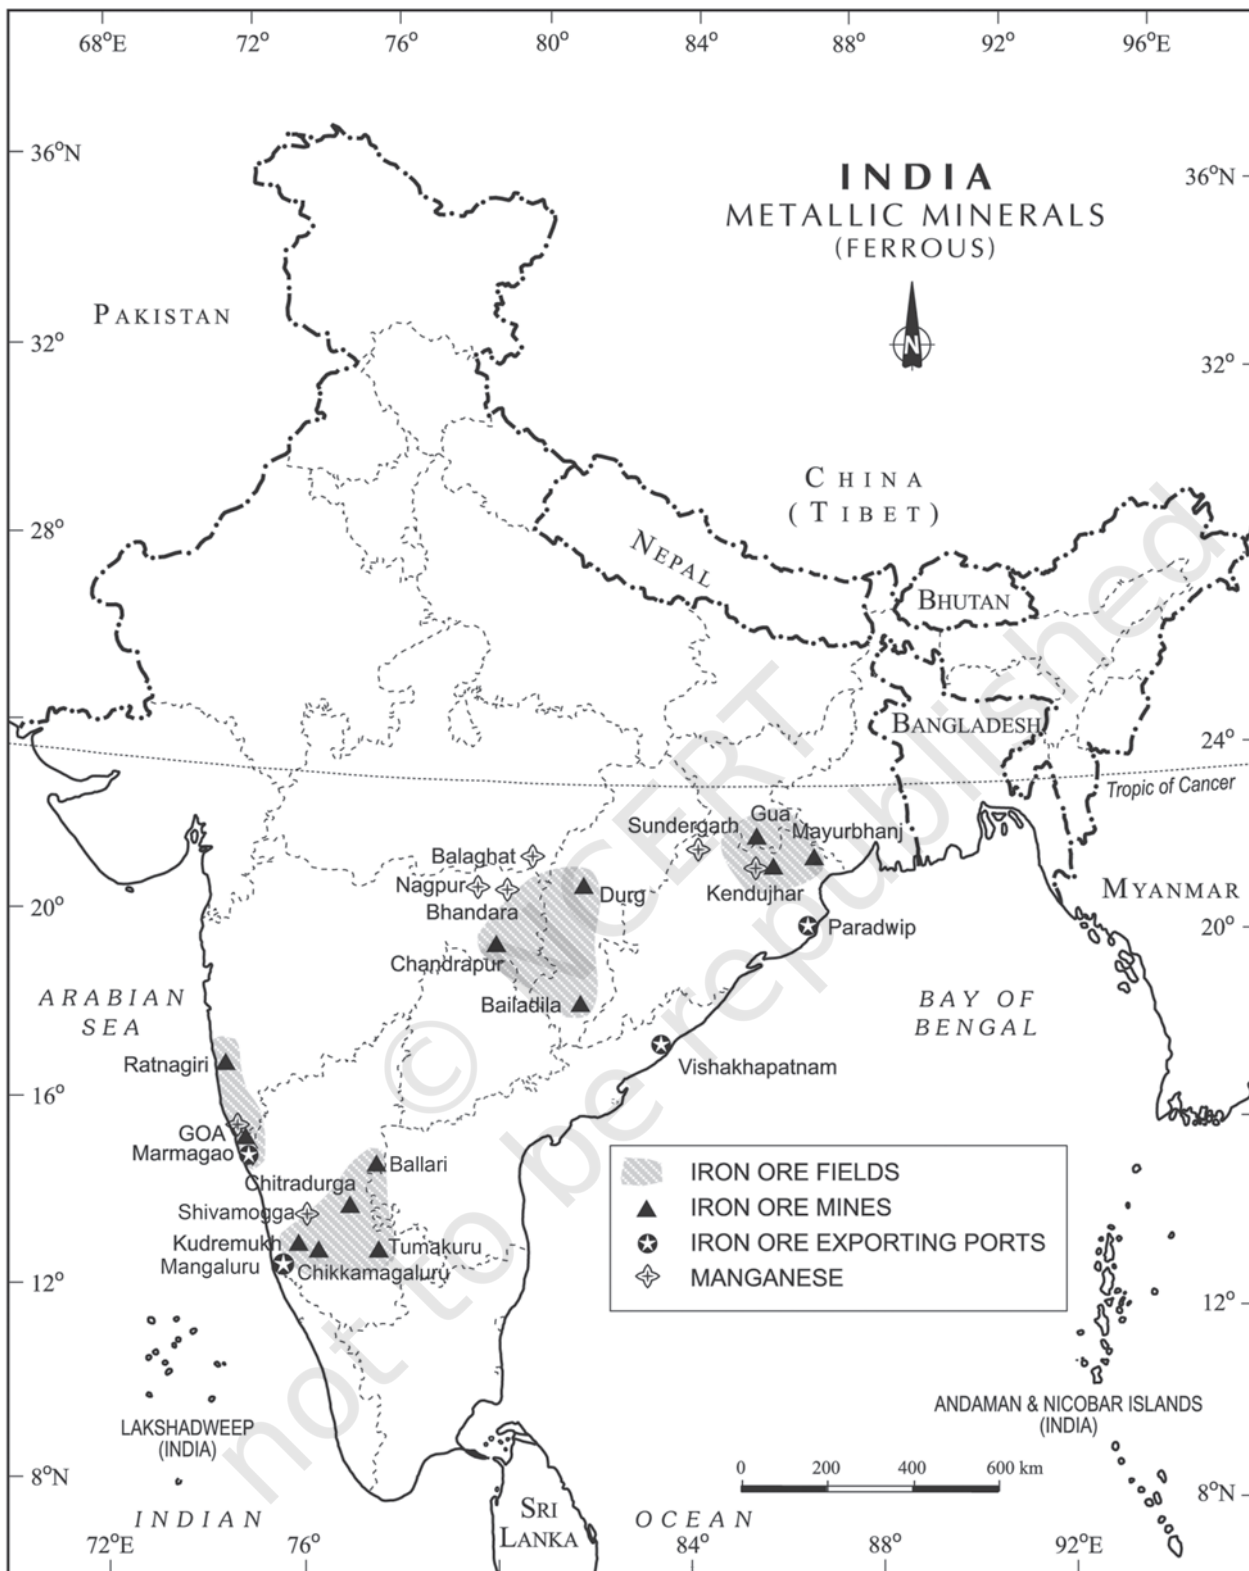 68°E 72° 76° 80° 84° 88° 92° 96°E
36°N
INDIA
METALLIC MINERALS
(FERROUS)
36°N
PAKISTAN
N
32°
32°
CHINA
(TIBET)
28°
NEPAL
BHUTAN
BANGLADESH
24°
Tropic of Cancer
Gua
Sundergarh
Mayurbhanj
Balaghat
Nagpur
Durg
Kendujhar
MYANMAR
20°
Bhandara
Paradwip
20°
Chandrapur
ARABIAN
SEA
Bailadila
BAY OF
BENGAL
Ratnagiri
Vishakhapatnam
16°
GOA
Marmagao
Ballari
Chitradurga
Shivamogga
Kudremukh
Tumakuru
Mangaluru
Chikkamagaluru
IRON ORE FIELDS
IRON ORE MINES
IRON ORE EXPORTING PORTS
MANGANESE
12°
12°
LAKSHADWEEP
(INDIA)
ANDAMAN & NICOBAR ISLANDS
(INDIA)
0 200 400 600 km
8°N
8°N
SRI
LANKA
INDIAN OCEAN
72° 76° 84° 88° 92°E
© NCERT
not to be republished